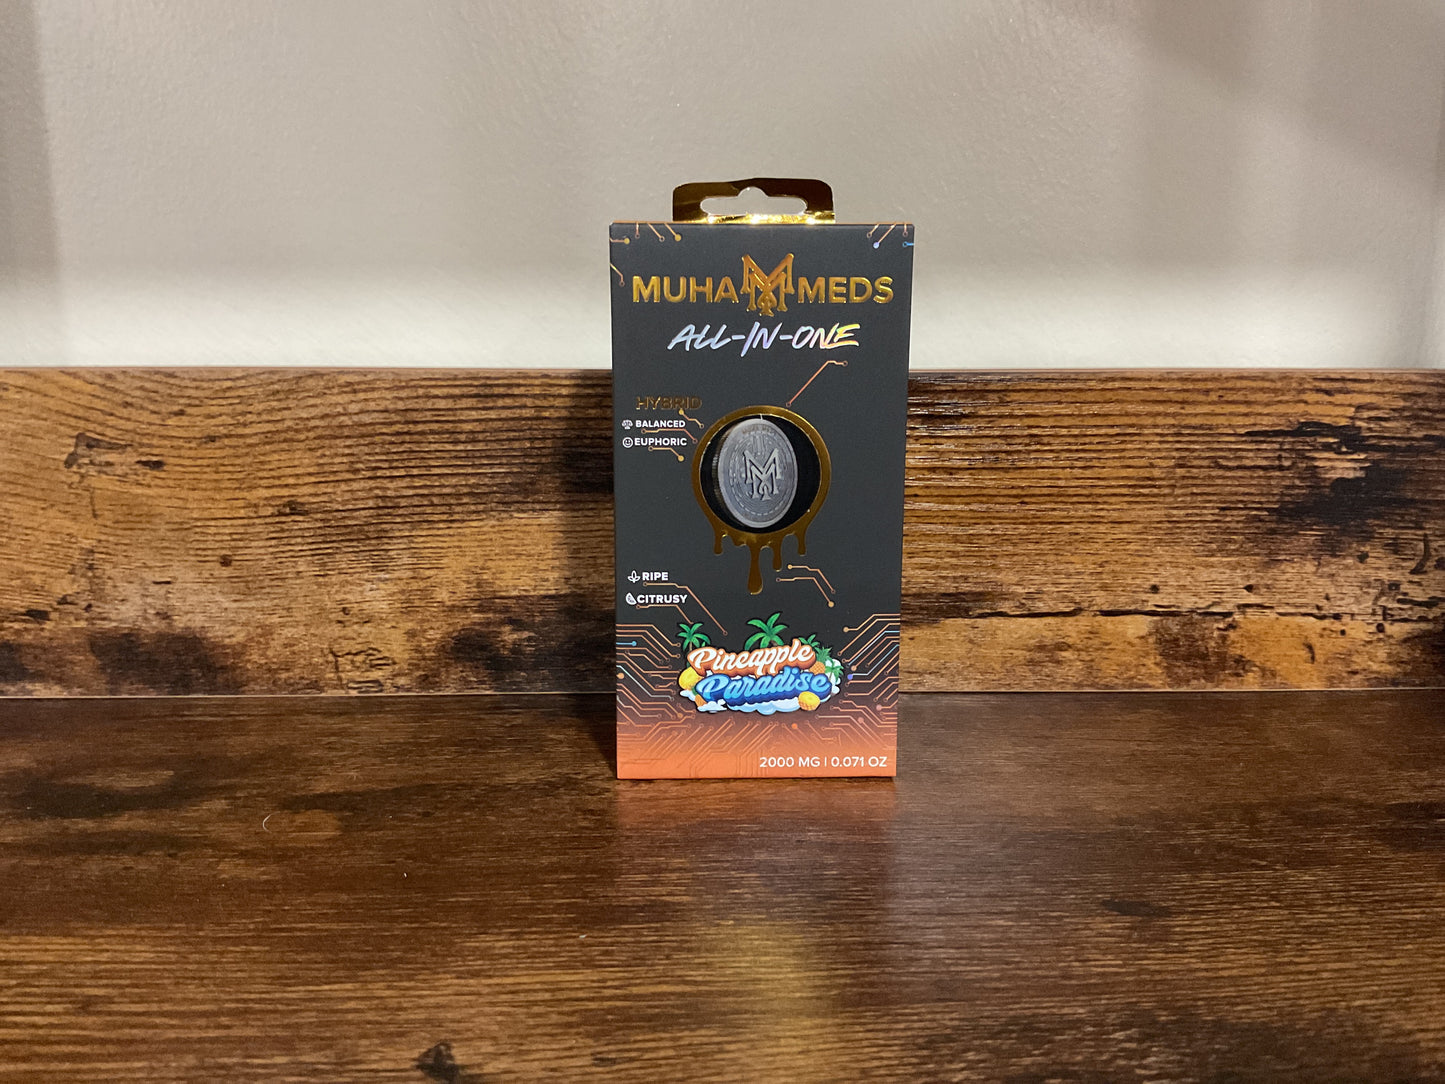 MUHA MEDS
ALL-IN-ONE
HYBRID
BALANCED
EUPHORIC
RIPE
CITRUSY
Pineapple
Paradise
2000 MG | 0.071 OZ